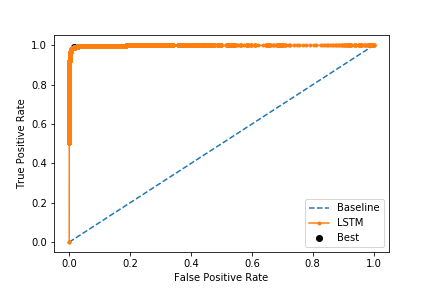 1.0
0.8
0.6
0.4
0.2
0.0
True Positive Rate
0.0 0.2 0.4 0.6 0.8 1.0
False Positive Rate
Baseline
LSTM
Best